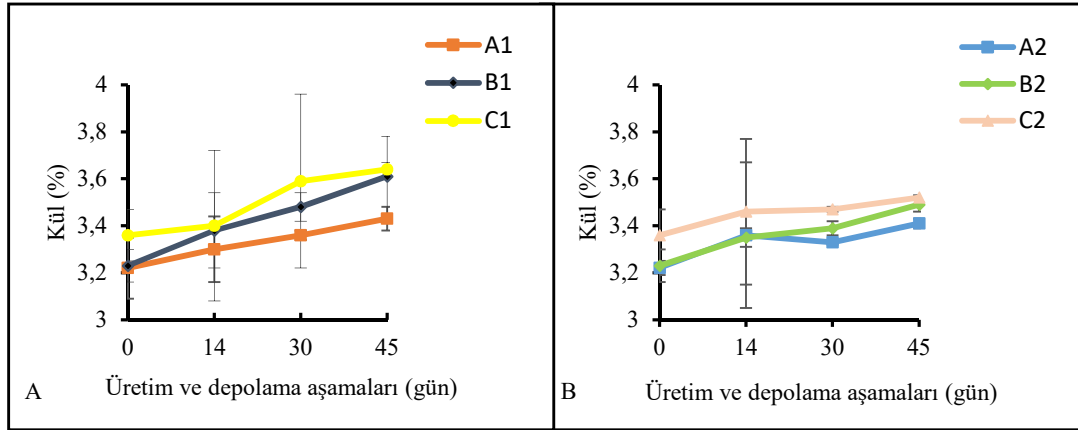 A1
B1
C1
4
3,8
3,6
3,4
3,2
3
Kül (%)
0 14 30 45
Üretim ve depolama aşamaları (gün)
A
A2
B2
C2
4
3,8
3,6
3,4
3,2
3
Kül (%)
0 14 30 45
Üretim ve depolama aşamaları (gün)
B